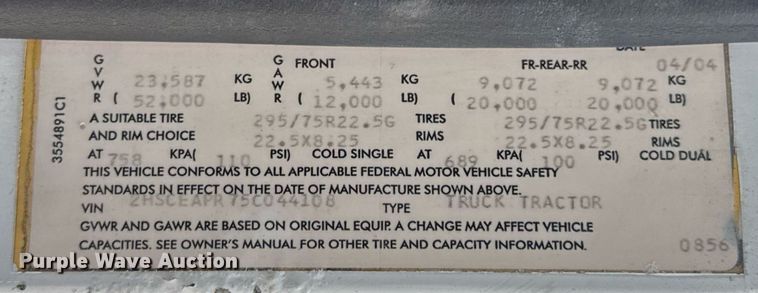 DATE 04/04
GVWR 23,587 KG GAWR FRONT 5,443 KG FR-REAR-RR 9,072 9,072 KG
( 52,000 LB) ( 12,000 LB) ( 20,000 20,000 LB)
A SUITABLE TIRE 295/75R22.5G TIRES 295/75R22.5G TIRES
AND RIM CHOICE 22.5X8.25 RIMS 22.5X8.25 RIMS
AT 758 KPA( 110 PSI) COLD SINGLE AT 689 KPA( 100 PSI) COLD DUAL
THIS VEHICLE CONFORMS TO ALL APPLICABLE FEDERAL MOTOR VEHICLE SAFETY
STANDARDS IN EFFECT ON THE DATE OF MANUFACTURE SHOWN ABOVE.
VIN 2HSCEAPR75C044108 TYPE TRUCK TRACTOR
GVWR AND GAWR ARE BASED ON ORIGINAL EQUIP. A CHANGE MAY AFFECT VEHICLE
CAPACITIES. SEE OWNER'S MANUAL FOR OTHER TIRE AND CAPACITY INFORMATION. 0856
3554891C1
Purple Wave Auction